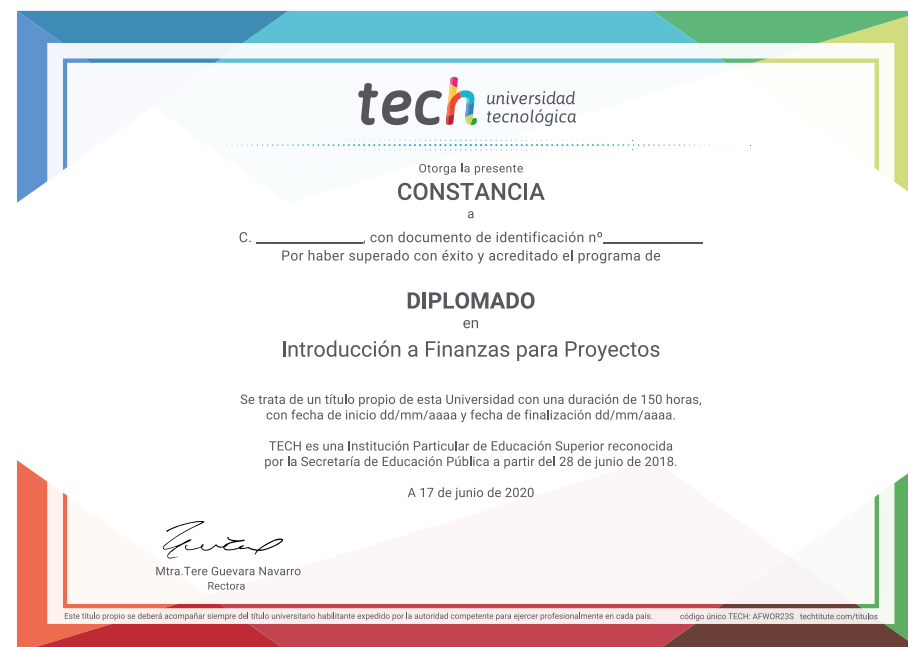 tech universidad
tecnológica
Otorga la presente
CONSTANCIA
a
C. ______________, con documento de identificación nº______________
Por haber superado con éxito y acreditado el programa de
DIPLOMADO
en
Introducción a Finanzas para Proyectos
Se trata de un título propio de esta Universidad con una duración de 150 horas,
con fecha de inicio dd/mm/aaaa y fecha de finalización dd/mm/aaaa.
TECH es una Institución Particular de Educación Superior reconocida
por la Secretaría de Educación Pública a partir del 28 de junio de 2018.
A 17 de junio de 2020
Mtra.Tere Guevara Navarro
Rectora
Este título propio se deberá acompañar siempre del título universitario habilitante expedido por la autoridad competente para ejercer profesionalmente en cada país. código único TECH: AFWOR23S techtitute.com/titulos